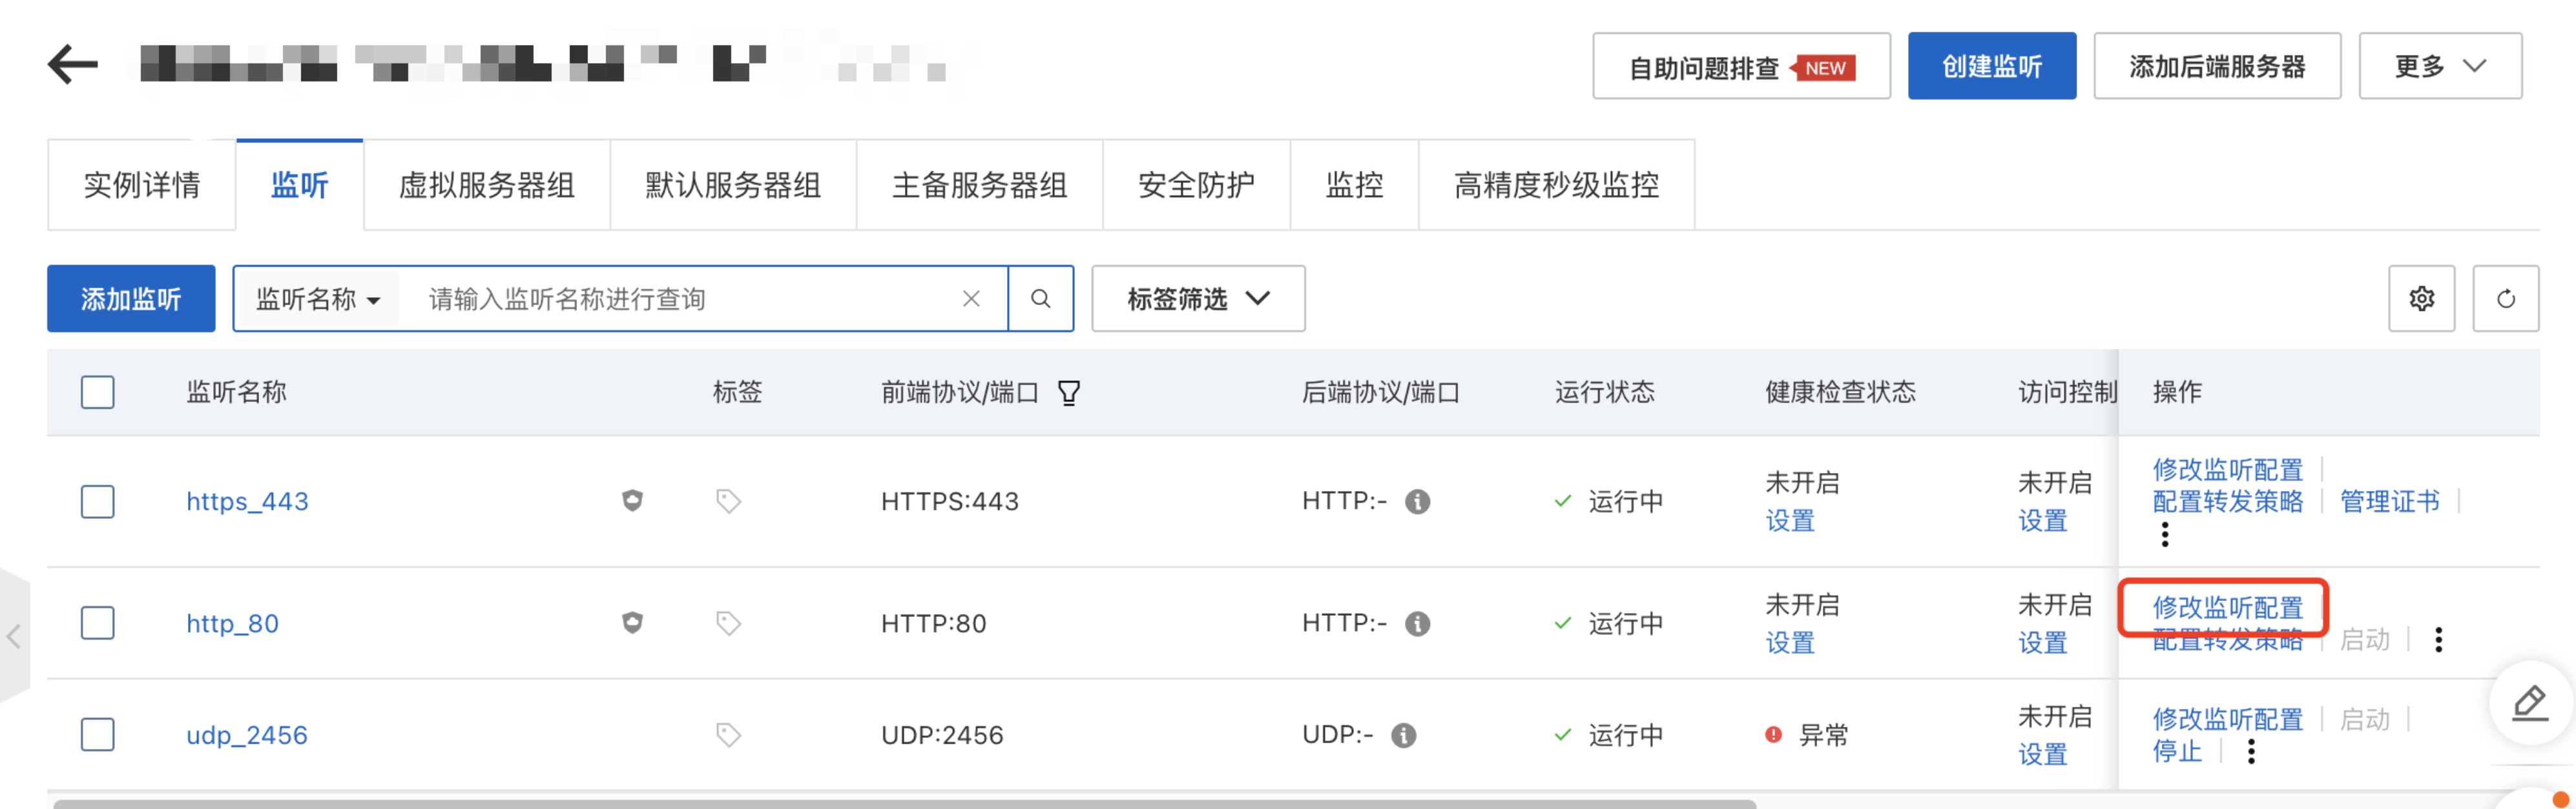 自助问题排查 NEW 创建监听 添加后端服务器 更多
实例详情 监听 虚拟服务器组 默认服务器组 主备服务器组 安全防护 监控 高精度秒级监控
添加监听 监听名称 请输入监听名称进行查询 标签筛选
监听名称 标签 前端协议/端口 后端协议/端口 运行状态 健康检查状态 访问控制 操作
https_443 HTTPS:443 HTTP:- 运行中 未开启 未开启 修改监听配置
设置 设置 配置转发策略 管理证书
http_80 HTTP:80 HTTP:- 运行中 未开启 未开启 修改监听配置
设置 设置 配置转发策略 启动
udp_2456 UDP:2456 UDP:- 运行中 异常 未开启 修改监听配置 启动
设置 停止